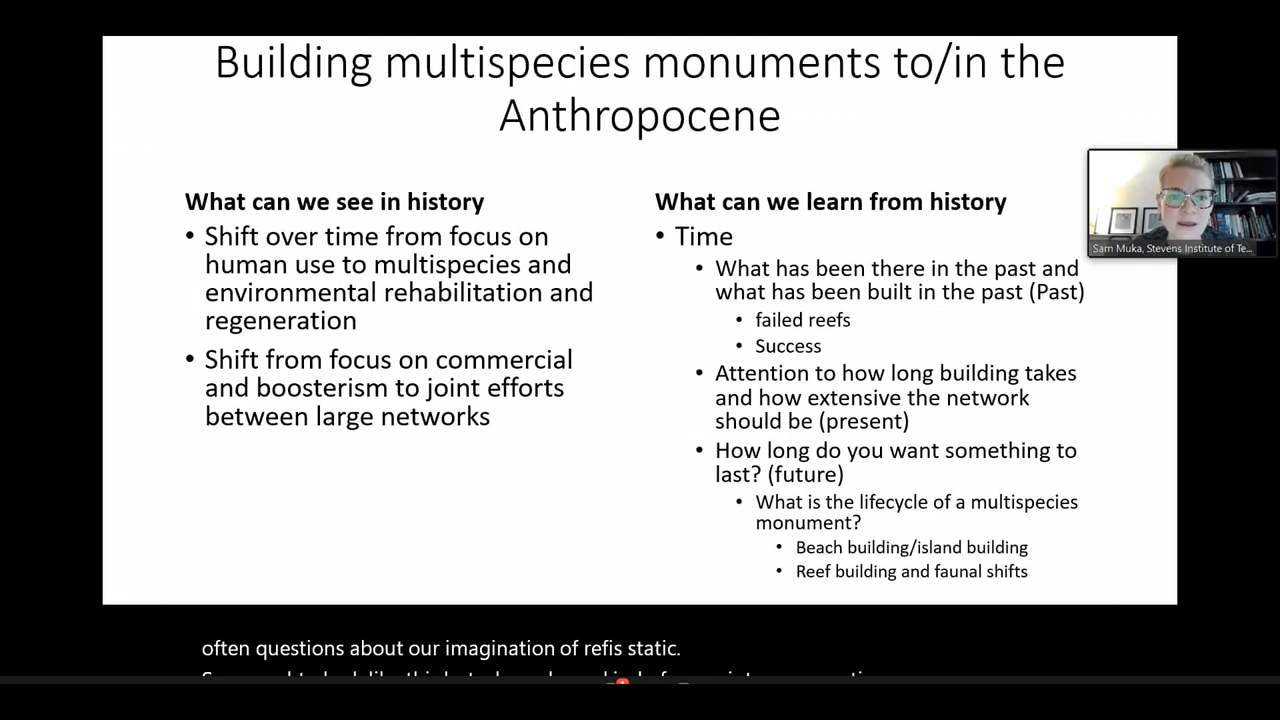 Building multispecies monuments to/in the
Anthropocene
What can we see in history
• Shift over time from focus on
human use to multispecies and
environmental rehabilitation and
regeneration
• Shift from focus on commercial
and boosterism to joint efforts
between large networks
What can we learn from history
• Time
• What has been there in the past and
what has been built in the past (Past)
• failed reefs
• Success
• Attention to how long building takes
and how extensive the network
should be (present)
• How long do you want something to
last? (future)
• What is the lifecycle of a multispecies
monument?
• Beach building/island building
• Reef building and faunal shifts
Sam Muka, Stevens Institute of Te...
often questions about our imagination of refis static.